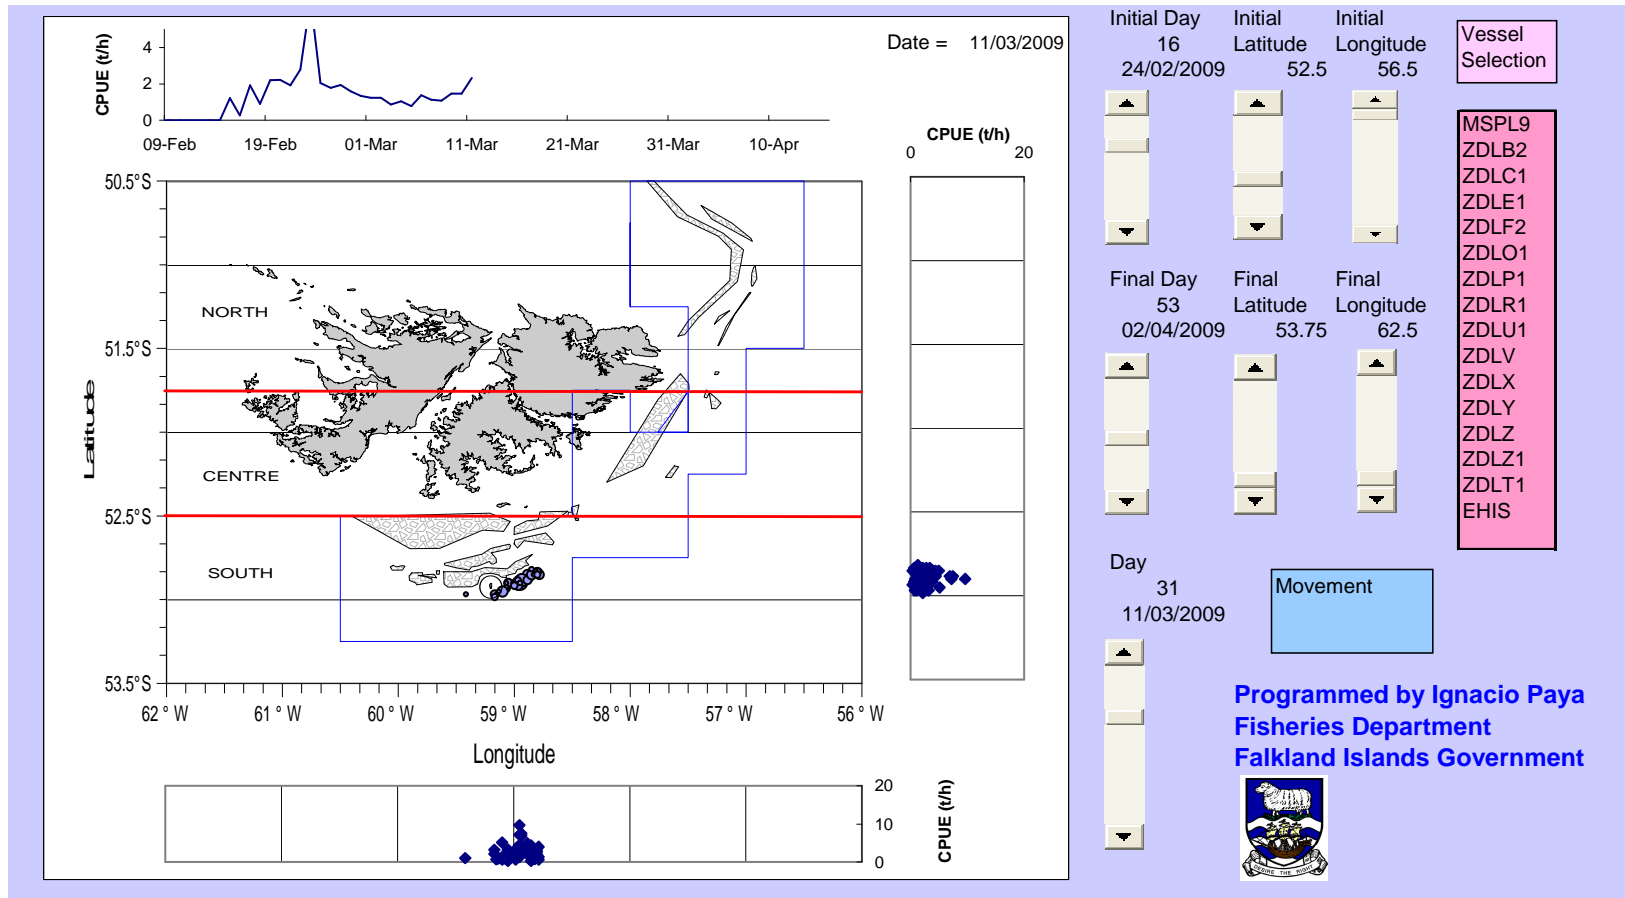 CPUE (t/h)
4
2
0
09-Feb 19-Feb 01-Mar 11-Mar 21-Mar 31-Mar 10-Apr
Date = 11/03/2009
CPUE (t/h)
0 20
50.5°S
51.5°S
52.5°S
53.5°S
Latitude
NORTH
CENTRE
SOUTH
62 ° W 61 ° W 60 ° W 59 ° W 58 ° W 57 ° W 56 ° W
Longitude
20
10
0
CPUE (t/h)
Initial Day
16
24/02/2009
Initial
Latitude
52.5
Initial
Longitude
56.5
Final Day
53
02/04/2009
Final
Latitude
53.75
Final
Longitude
62.5
Day
31
11/03/2009
Vessel
Selection
MSPL9
ZDLB2
ZDLC1
ZDLE1
ZDLF2
ZDLO1
ZDLP1
ZDLR1
ZDLU1
ZDLV
ZDLX
ZDLY
ZDLZ
ZDLZ1
ZDLT1
EHIS
Movement
Programmed by Ignacio Paya
Fisheries Department
Falkland Islands Government
DESIRE THE RIGHT